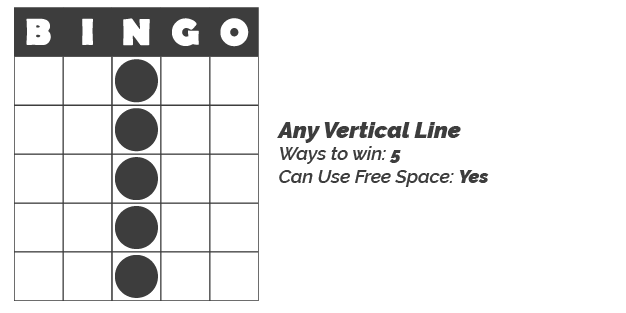 B I N G O
Any Vertical Line
Ways to win: 5
Can Use Free Space: Yes